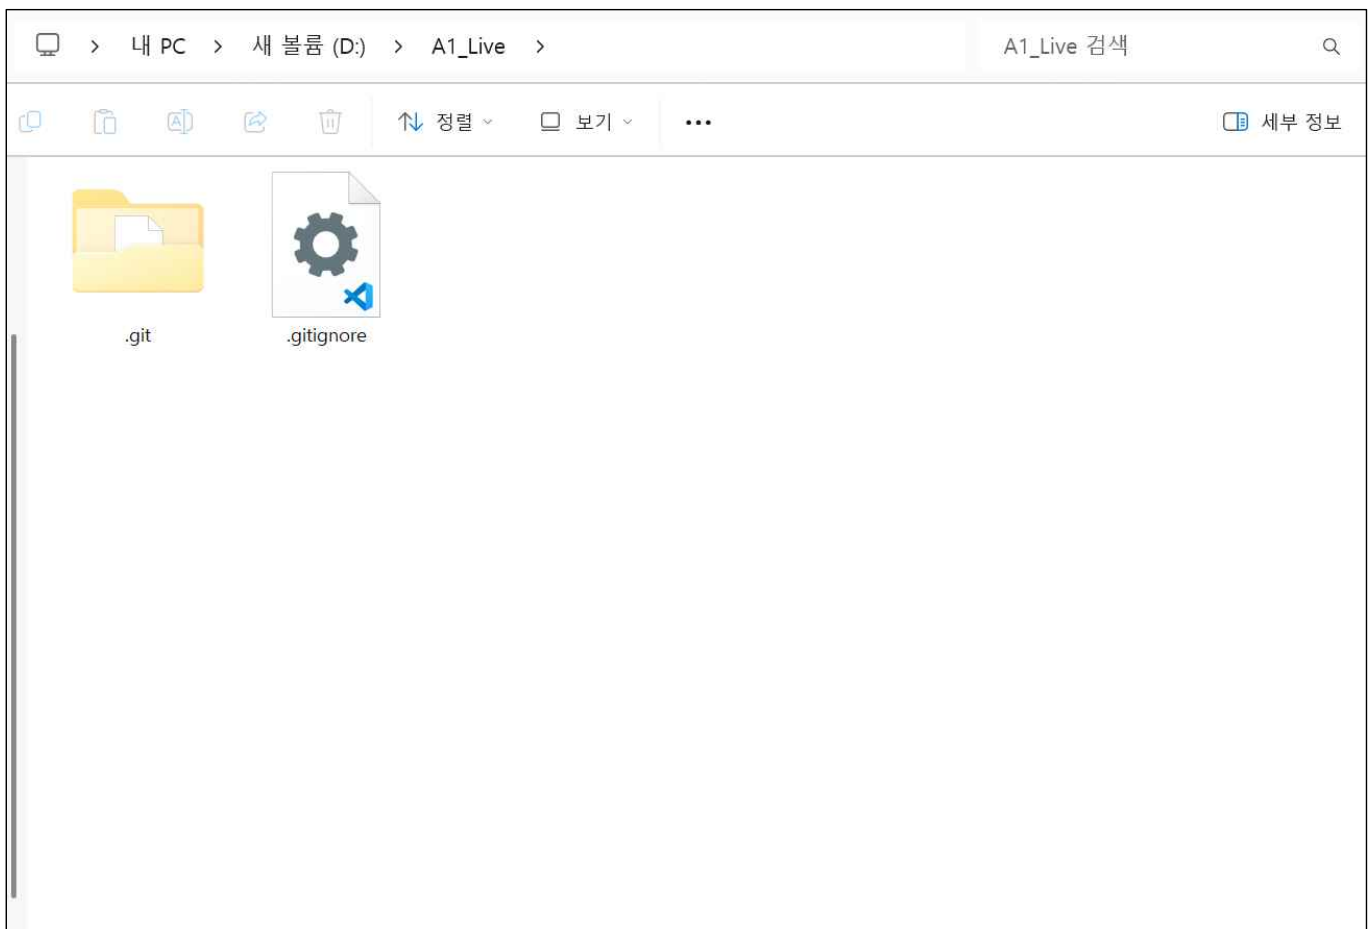 내 PC > 새 볼륨 (D:) > A1_Live >
A1_Live 검색
정렬
보기
세부 정보
.git
.gitignore